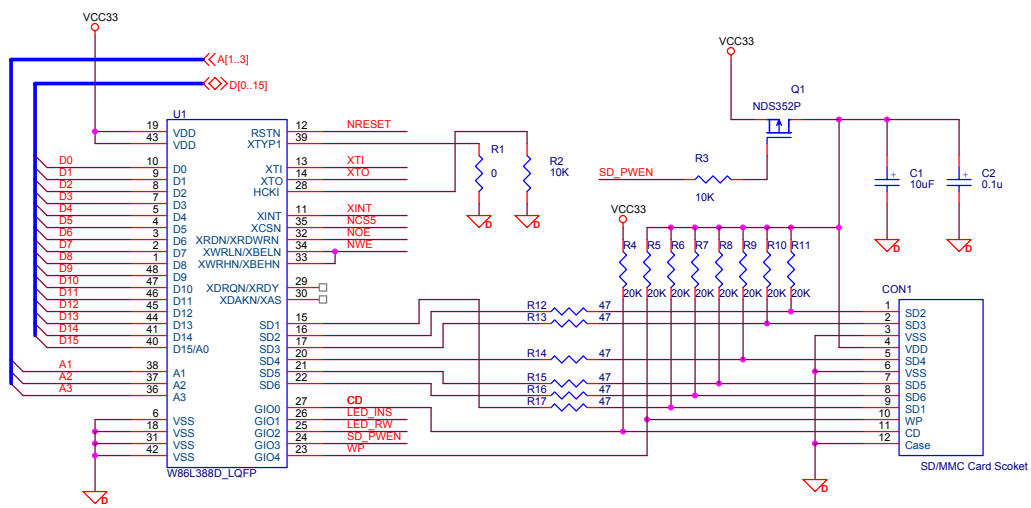 VCC33
VCC33
A[1..3]
D[0..15]
Q1
NDS352P
U1
19 VDD
43 VDD
RSTN 12 NRESET
XTYP1 39
R1
0
R2
10K
R3
10K
SD_PWEN
C1
10uF
C2
0.1u
D0 10 D0
D1 9 D1
D2 8 D2
D3 7 D3
D4 5 D4
D5 4 D5
D6 3 D6
D7 2 D7
D8 1 D8
D9 48 D9
D10 47 D10
D11 46 D11
D12 45 D12
D13 44 D13
D14 41 D14
D15 40 D15/A0
A1 38 A1
A2 37 A2
A3 36 A3
6 VSS
18 VSS
31 VSS
42 VSS
XTI 13 XTI
XTO 14 XTO
HCKI 28
XINT 11 XINT
XCSN 35 NCS5
XRDN/XRDWRN 32 NOE
XWRLN/XBELN 34 NWE
XWRHN/XBEHN 33
XDRQN/XRDY 29
XDAKN/XAS 30
SD1 15
SD2 16
SD3 17
SD4 20
SD5 21
SD6 22
GIO0 27 CD
GIO1 26 LED_INS
GIO2 25 LED_RW
GIO3 24 SD_PWEN
GIO4 23 WP
W86L388D_LQFP
D
D
D
D
D
D
VCC33
R4 R5 R6 R7 R8 R9 R10 R11
20K 20K 20K 20K 20K 20K 20K 20K
R12 47
R13 47
R14 47
R15 47
R16 47
R17 47
CON1
1 SD2
2 SD3
3 VSS
4 VDD
5 SD4
6 VSS
7 SD5
8 SD6
9 SD1
10 WP
11 CD
12 Case
SD/MMC Card Scoket